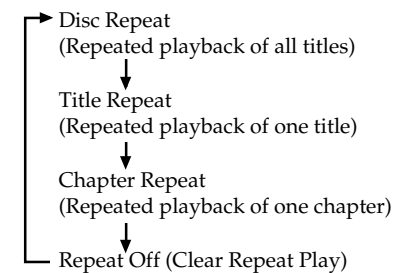 Disc Repeat
(Repeated playback of all titles)
Title Repeat
(Repeated playback of one title)
Chapter Repeat
(Repeated playback of one chapter)
Repeat Off (Clear Repeat Play)